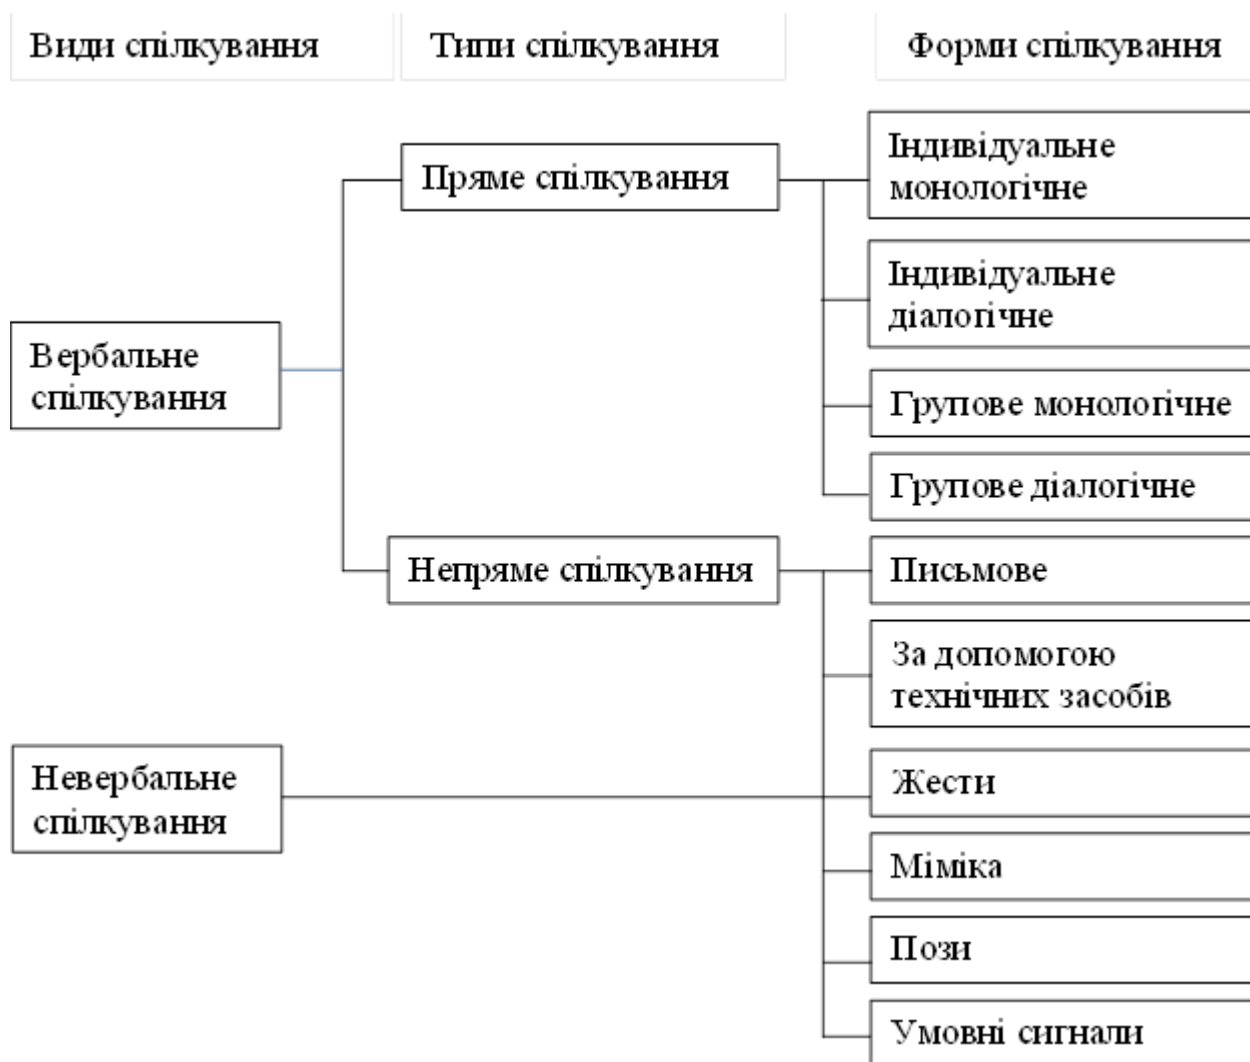 Види спілкування
Типи спілкування
Форми спілкування
Пряме спілкування
Індивідуальне
монологічне
Індивідуальне
діалогічне
Вербальне
спілкування
Групове монологічне
Групове діалогічне
Непряме спілкування
Письмове
За допомогою
технічних засобів
Невербальне
спілкування
Жести
Міміка
Пози
Умовні сигнали